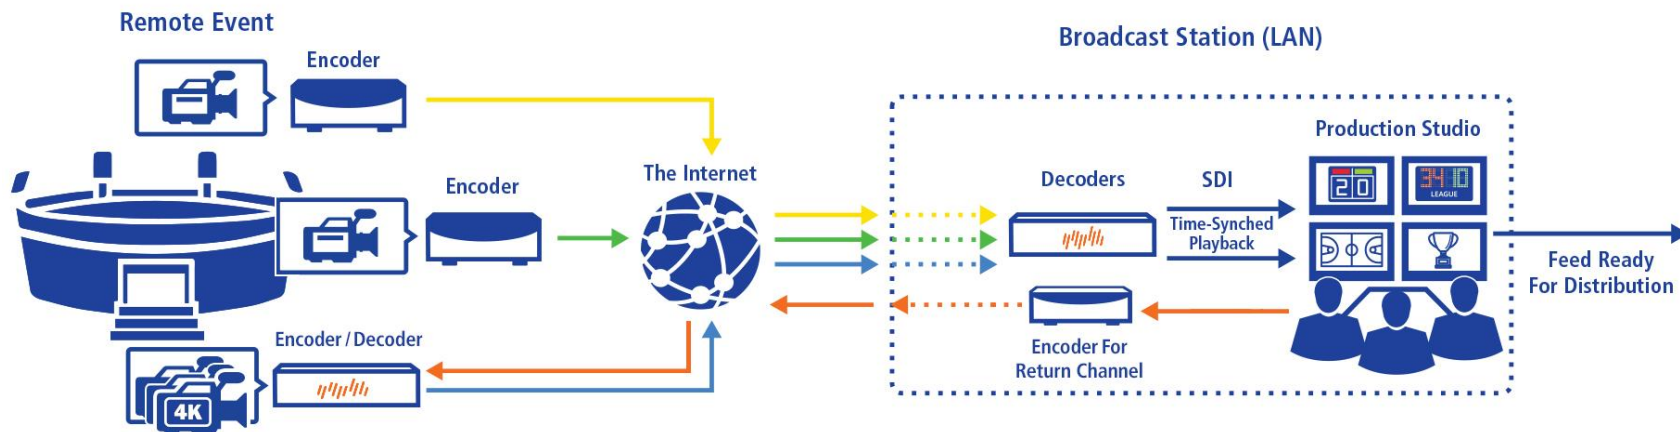 Remote Event
Encoder
Encoder
Encoder / Decoder
4K
The Internet
Broadcast Station (LAN)
Decoders
SDI
Time-Synched
Playback
Production Studio
20
34 10
LEAGUE
Encoder For
Return Channel
Feed Ready
For Distribution